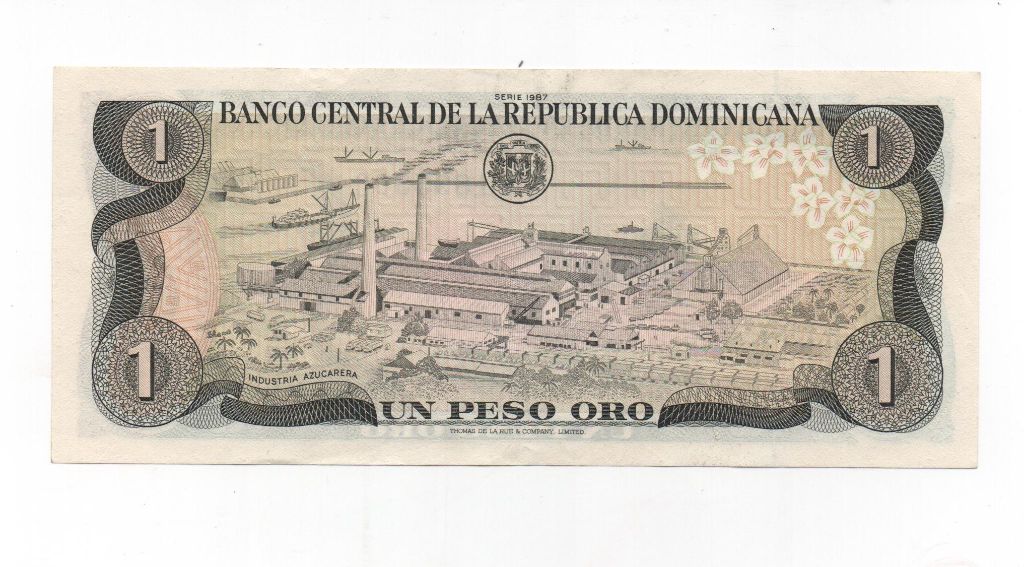 SERIE 1987
BANCO CENTRAL DE LA REPUBLICA DOMINICANA
1 1
INDUSTRIA AZUCARERA
1 1
UN PESO ORO
THOMAS DE LA RUE & COMPANY, LIMITED.